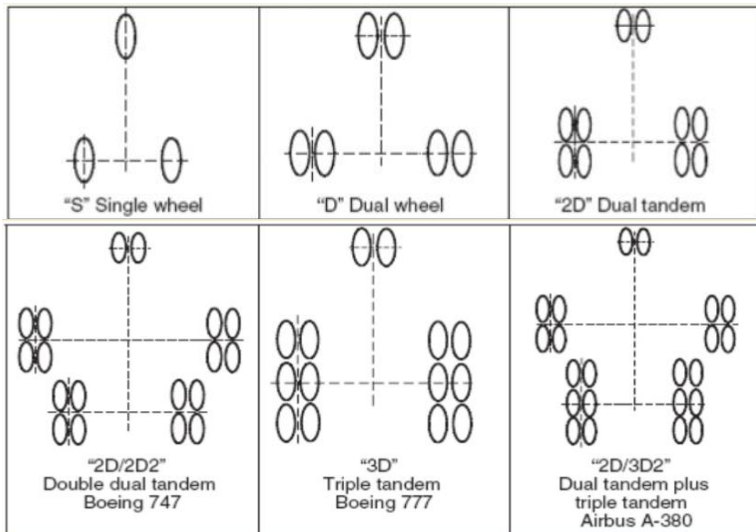 "S" Single wheel
"D" Dual wheel
"2D" Dual tandem
"2D/2D2"
Double dual tandem
Boeing 747
"3D"
Triple tandem
Boeing 777
"2D/3D2"
Dual tandem plus
triple tandem
Airbus A-380